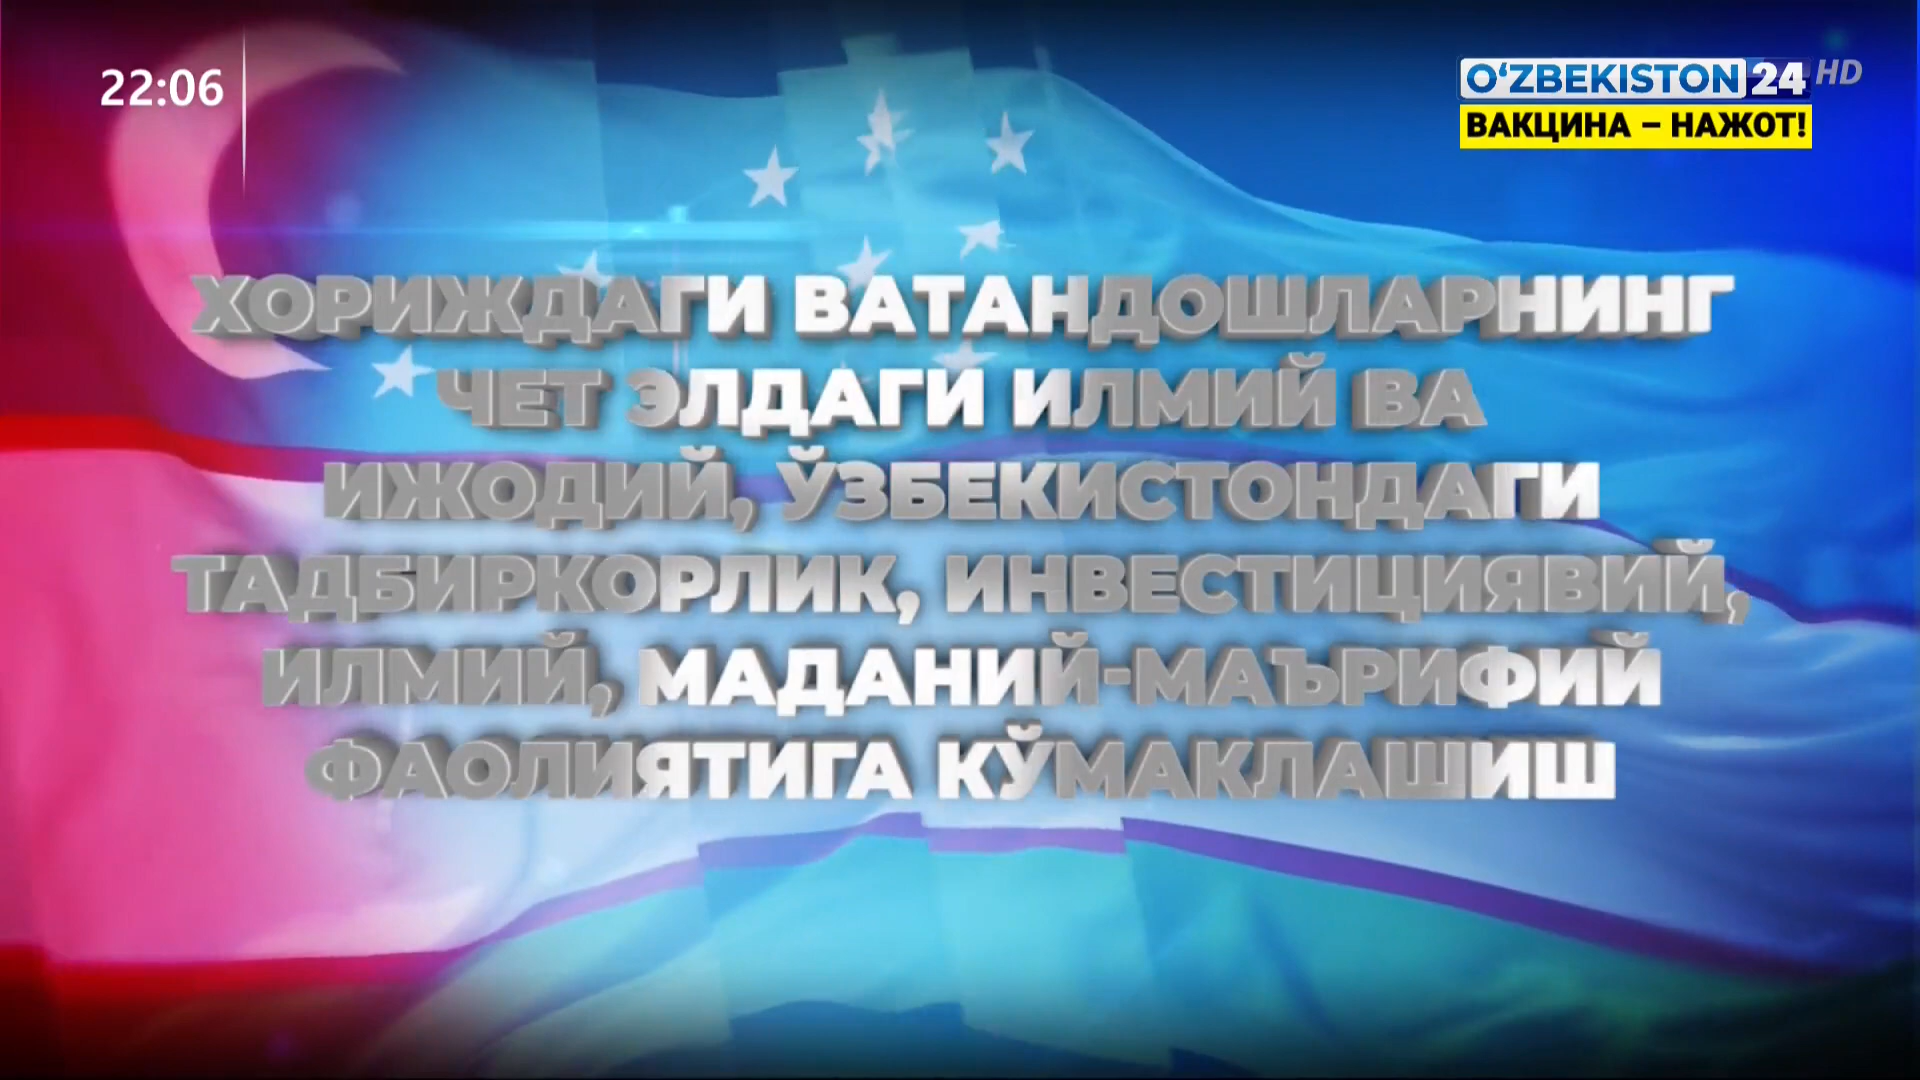 22:06
O‘ZBEKISTON 24 HD
ВАКЦИНА – НАЖОТ!
ХОРИЖДАГИ ВАТАНДОШЛАРНИНГ
ЧЕТ ЭЛДАГИ ИЛМИЙ ВА
ИЖОДИЙ, ЎЗБЕКИСТОНДАГИ
ТАДБИРКОРЛИК, ИНВЕСТИЦИЯВИЙ,
ИЛМИЙ, МАДАНИЙ-МАЪРИФИЙ
ФАОЛИЯТИГА КЎМАКЛАШИШ